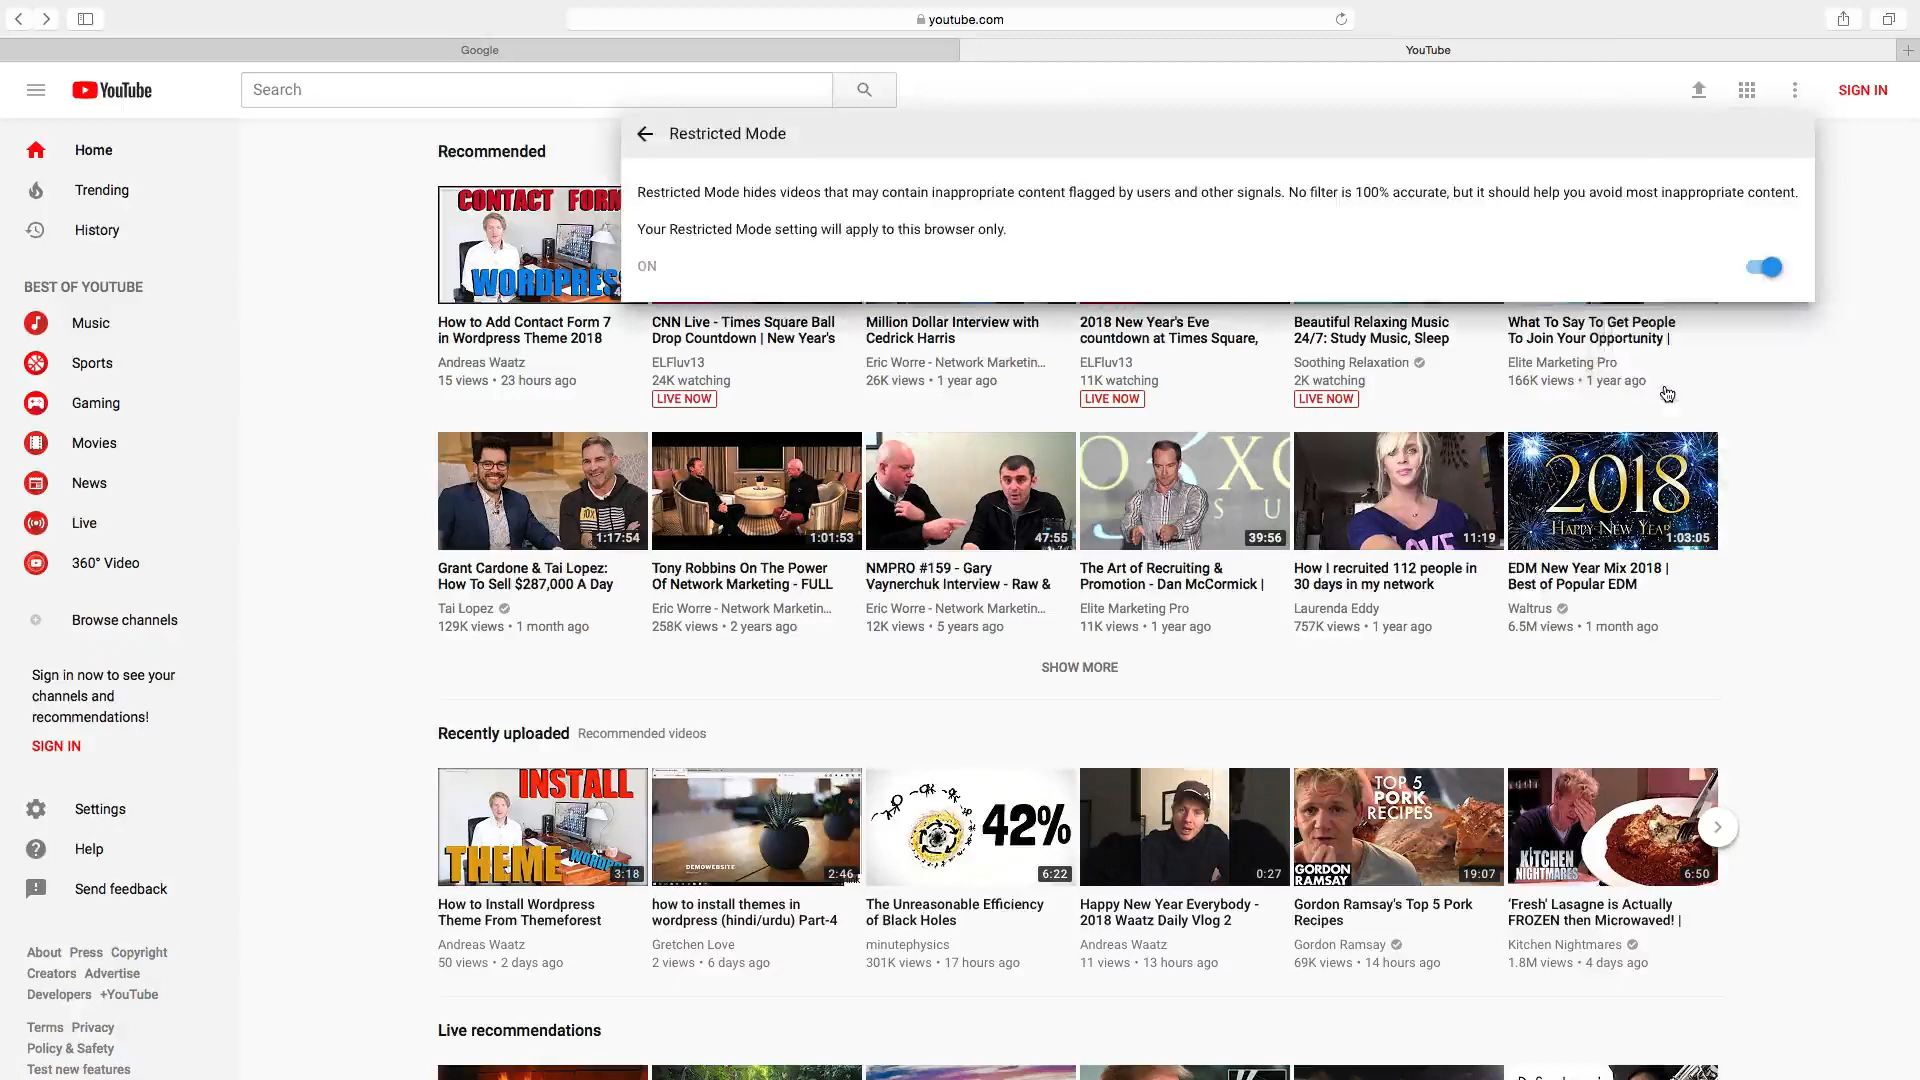 youtube.com
Google
YouTube
YouTube
Search
SIGN IN
Restricted Mode
Restricted Mode hides videos that may contain inappropriate content flagged by users and other signals. No filter is 100% accurate, but it should help you avoid most inappropriate content.
Your Restricted Mode setting will apply to this browser only.
ON
Home
Trending
History
BEST OF YOUTUBE
Music
Sports
Gaming
Movies
News
Live
360° Video
Browse channels
Sign in now to see your
channels and
recommendations!
SIGN IN
Settings
Help
Send feedback
About Press Copyright
Creators Advertise
Developers +YouTube
Terms Privacy
Policy & Safety
Test new features
Recommended
CONTACT FORM
WORDPRESS
How to Add Contact Form 7
in Wordpress Theme 2018
Andreas Waatz
15 views • 23 hours ago
CNN Live - Times Square Ball
Drop Countdown | New Year's
ELFluv13
24K watching
LIVE NOW
Million Dollar Interview with
Cedrick Harris
Eric Worre - Network Marketin...
26K views • 1 year ago
2018 New Year's Eve
countdown at Times Square,
ELFluv13
11K watching
LIVE NOW
Beautiful Relaxing Music
24/7: Study Music, Sleep
Soothing Relaxation
2K watching
LIVE NOW
What To Say To Get People
To Join Your Opportunity |
Elite Marketing Pro
166K views • 1 year ago
1:17:54
Grant Cardone & Tai Lopez:
How To Sell $287,000 A Day
Tai Lopez
129K views • 1 month ago
1:01:53
Tony Robbins On The Power
Of Network Marketing - FULL
Eric Worre - Network Marketin...
258K views • 2 years ago
47:55
NMPRO #159 - Gary
Vaynerchuk Interview - Raw &
Eric Worre - Network Marketin...
12K views • 5 years ago
39:56
The Art of Recruiting &
Promotion - Dan McCormick |
Elite Marketing Pro
11K views • 1 year ago
LOVE
11:19
How I recruited 112 people in
30 days in my network
Laurenda Eddy
757K views • 1 year ago
2018
HAPPY NEW YEAR
1:03:05
EDM New Year Mix 2018 |
Best of Popular EDM
Waltrus
6.5M views • 1 month ago
SHOW MORE
Recently uploaded Recommended videos
INSTALL
THEME WORDPRESS
3:18
How to Install Wordpress
Theme From Themeforest
Andreas Waatz
50 views • 2 days ago
DEMOWEBSITE
2:46
how to install themes in
wordpress (hindi/urdu) Part-4
Gretchen Love
2 views • 6 days ago
42%
6:22
The Unreasonable Efficiency
of Black Holes
minutephysics
301K views • 17 hours ago
0:27
Happy New Year Everybody -
2018 Waatz Daily Vlog 2
Andreas Waatz
11 views • 13 hours ago
TOP 5
PORK
RECIPES
GORDON
RAMSAY
19:07
Gordon Ramsay's Top 5 Pork
Recipes
Gordon Ramsay
69K views • 14 hours ago
KITCHEN
NIGHTMARES
6:50
'Fresh' Lasagne is Actually
FROZEN then Microwaved! |
Kitchen Nightmares
1.8M views • 4 days ago
Live recommendations